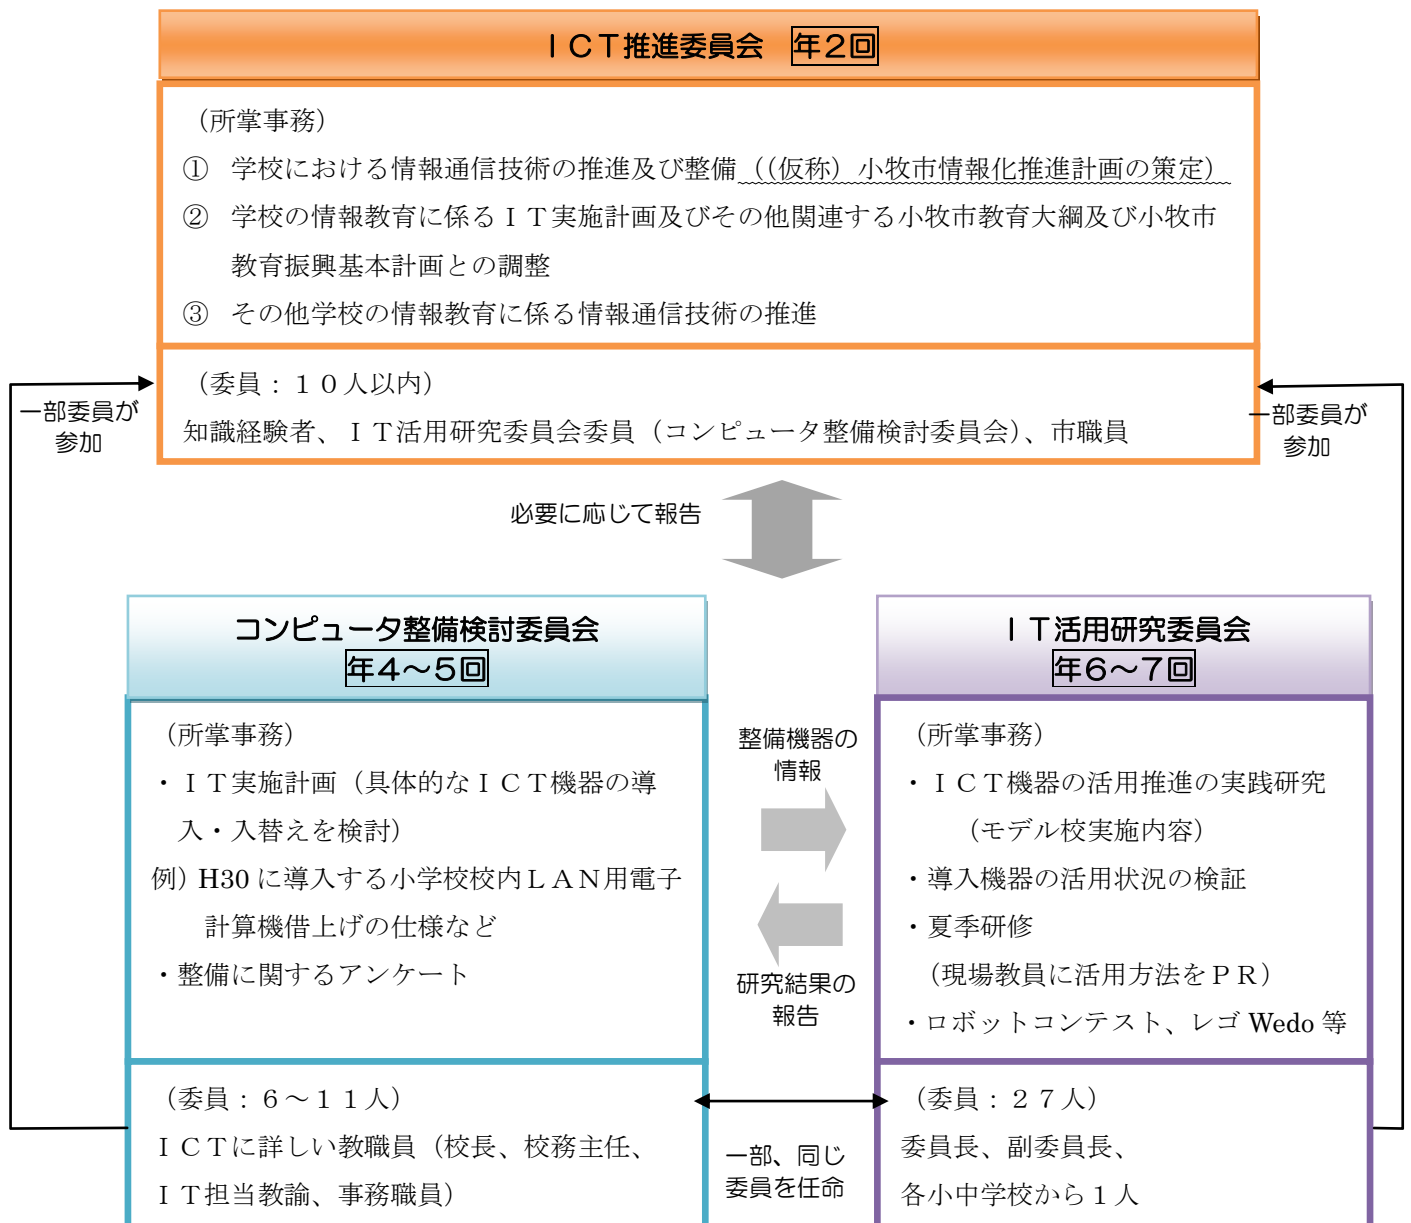 ＩＣＴ推進委員会　年２回
（所掌事務）
①　学校における情報通信技術の推進及び整備（（仮称）小牧市情報化推進計画の策定）
②　学校の情報教育に係るＩＴ実施計画及びその他関連する小牧市教育大綱及び小牧市
教育振興基本計画との調整
③　その他学校の情報教育に係る情報通信技術の推進
（委員：１０人以内）
知識経験者、ＩＴ活用研究委員会委員（コンピュータ整備検討委員会）、市職員
一部委員が
参加
一部委員が
参加
必要に応じて報告
コンピュータ整備検討委員会
年４～５回
（所掌事務）
・ＩＴ実施計画（具体的なＩＣＴ機器の導
入・入替えを検討）
例）H30 に導入する小学校校内ＬＡＮ用電子
計算機借上げの仕様など
・整備に関するアンケート
（委員：６～１１人）
ＩＣＴに詳しい教職員（校長、校務主任、
ＩＴ担当教諭、事務職員）
整備機器の
情報
研究結果の
報告
一部、同じ
委員を任命
ＩＴ活用研究委員会
年６～７回
（所掌事務）
・ＩＣＴ機器の活用推進の実践研究
（モデル校実施内容）
・導入機器の活用状況の検証
・夏季研修
（現場教員に活用方法をＰＲ）
・ロボットコンテスト、レゴ Wedo 等
（委員：２７人）
委員長、副委員長、
各小中学校から１人